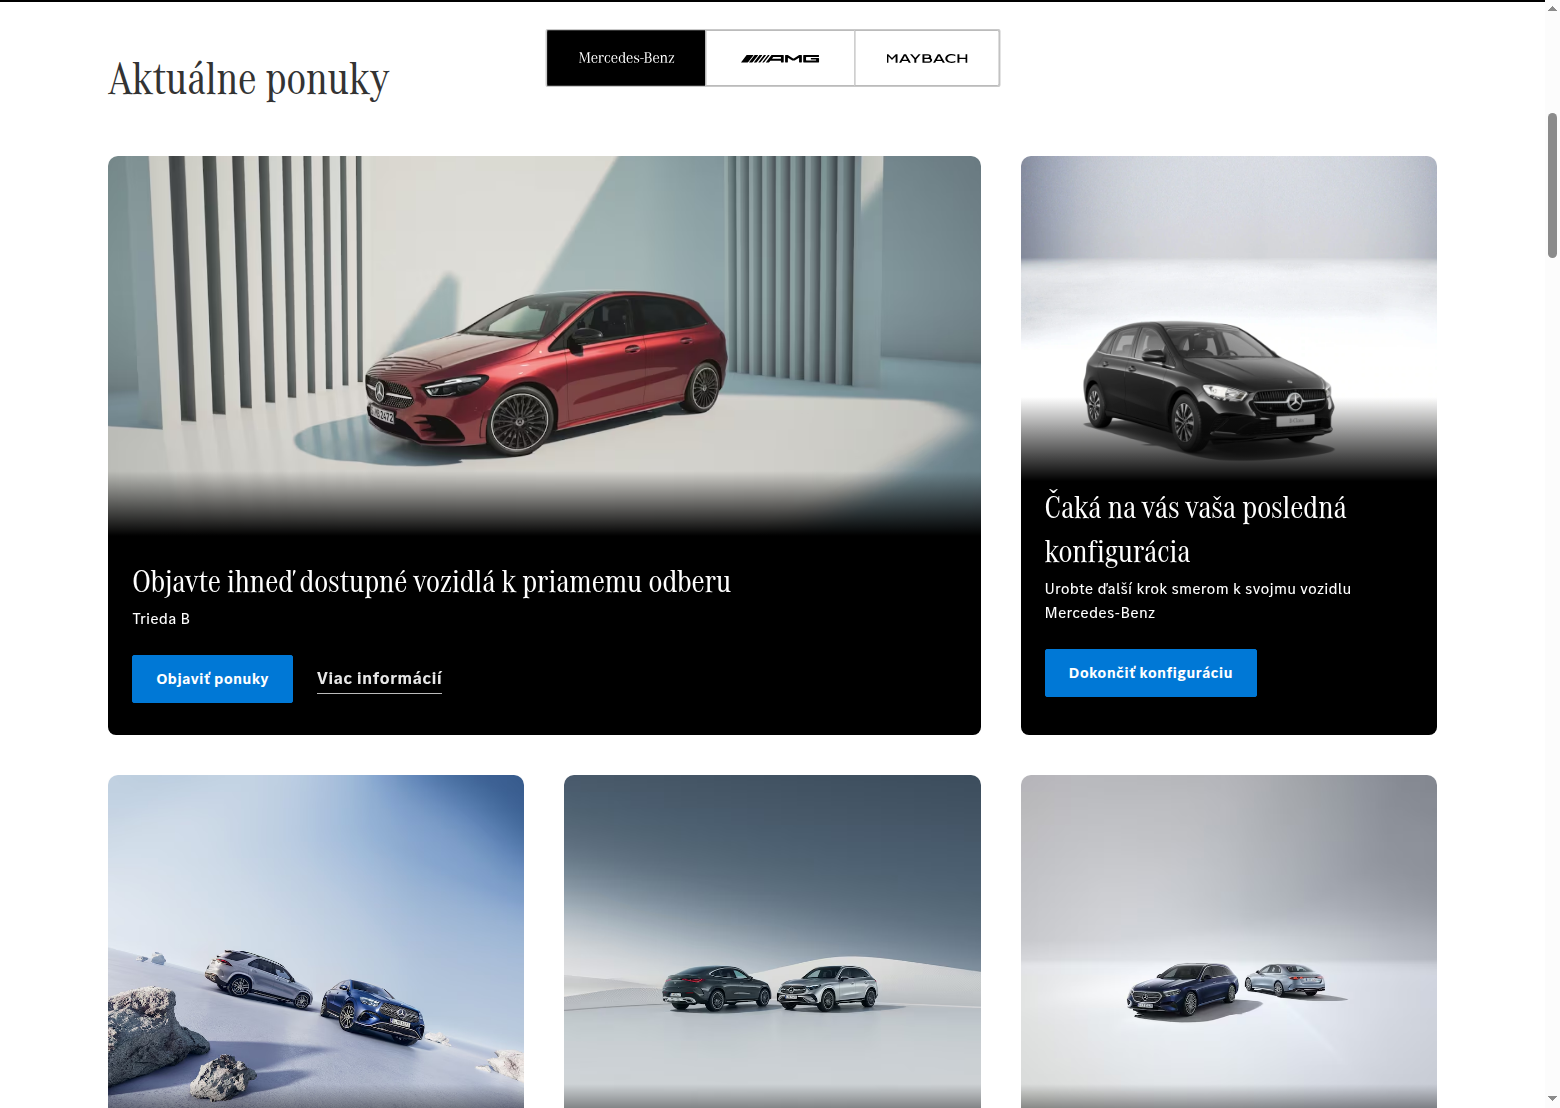 Aktuálne ponuky
Mercedes-Benz
AMG
MAYBACH
Objavte ihneď dostupné vozidlá k priamemu odberu
Trieda B
Objaviť ponuky
Viac informácií
Čaká na vás vaša posledná
konfigurácia
Urobte ďalší krok smerom k svojmu vozidlu
Mercedes-Benz
Dokončiť konfiguráciu